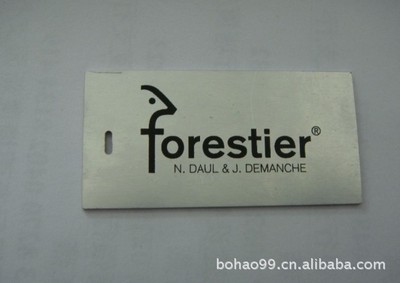 forestier®
N. DAUL & J. DEMANCHE
bohao99.cn.alibaba.com